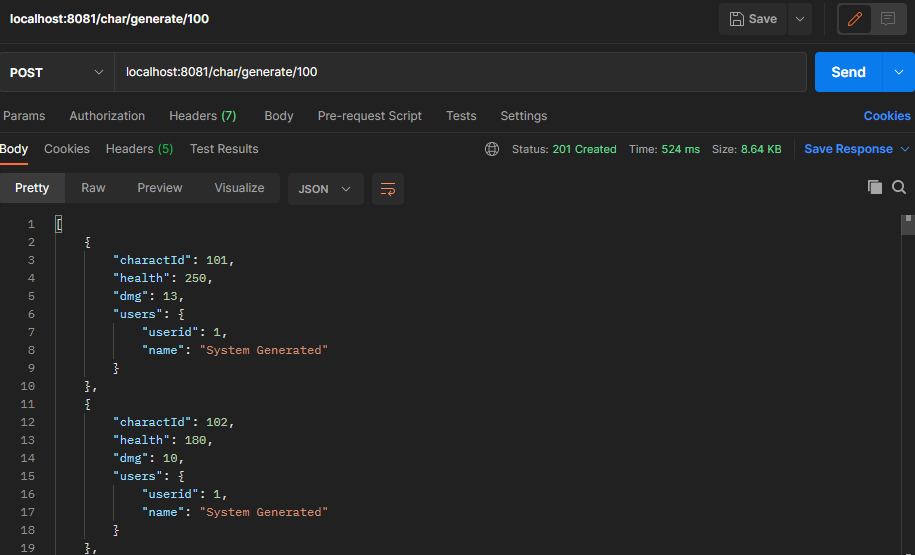 localhost:8081/char/generate/100 Save
POST localhost:8081/char/generate/100 Send
Params Authorization Headers (7) Body Pre-request Script Tests Settings Cookies
Body Cookies Headers (5) Test Results Status: 201 Created Time: 524 ms Size: 8.64 KB Save Response
Pretty Raw Preview Visualize JSON
1 [
2 {
3 "charactId": 101,
4 "health": 250,
5 "dmg": 13,
6 "users": {
7 "userid": 1,
8 "name": "System Generated"
9 }
10 },
11 {
12 "charactId": 102,
13 "health": 180,
14 "dmg": 10,
15 "users": {
16 "userid": 1,
17 "name": "System Generated"
18 }
19 },